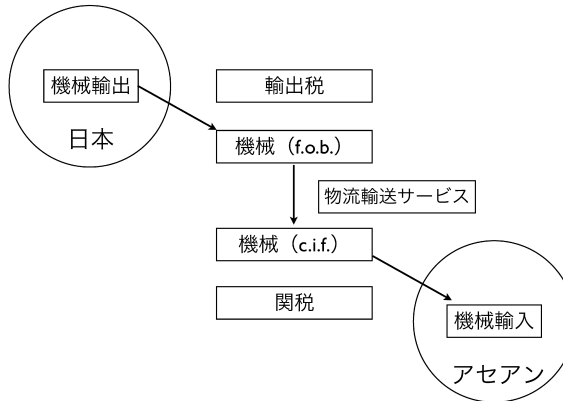 機械輸出
輸出税
日本
機械（f.o.b.）
物流輸送サービス
機械（c.i.f.）
関税
機械輸入
アセアン